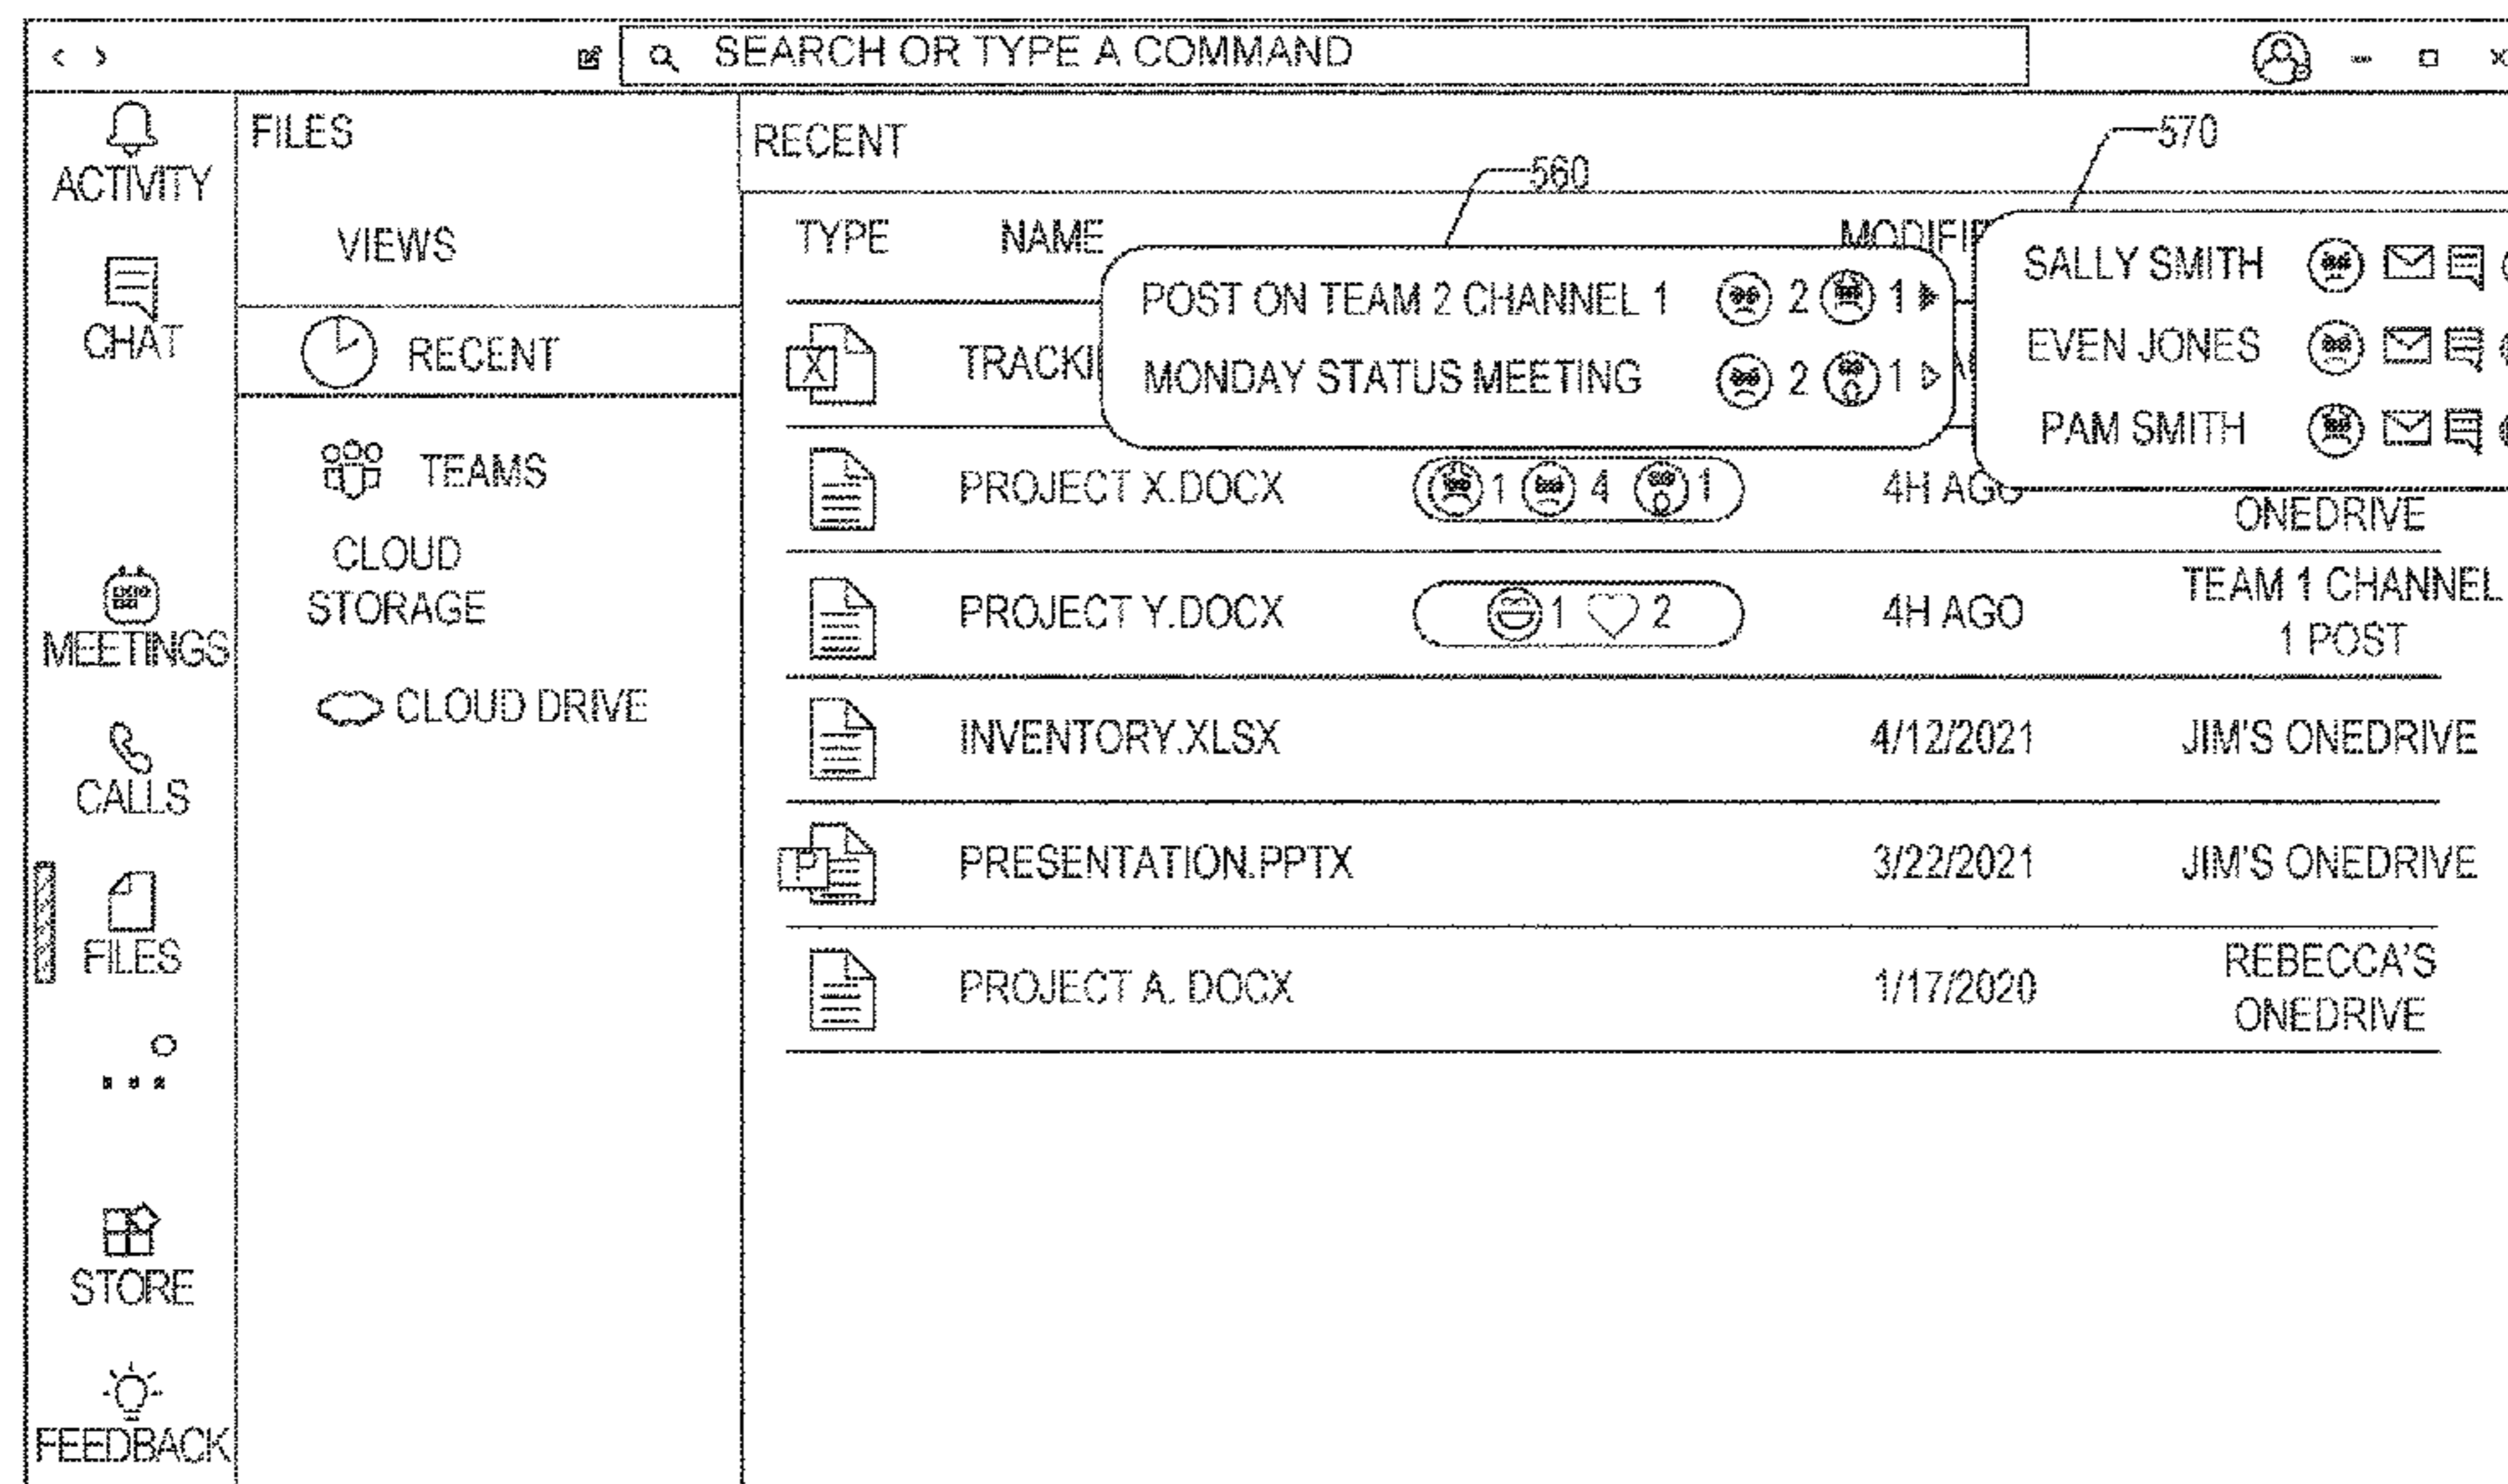 SEARCH OR TYPE A COMMAND
ACTIVITY
CHAT
MEETINGS
CALLS
FILES
STORE
FEEDBACK
FILES
VIEWS
RECENT
TEAMS
CLOUD
STORAGE
CLOUD DRIVE
RECENT
560
570
TYPE NAME
POST ON TEAM 2 CHANNEL 1 2 1
MONDAY STATUS MEETING 2 1
SALLY SMITH
EVEN JONES
PAM SMITH
X
PROJECT X.DOCX 1 4 1 4H AGO
ONEDRIVE
PROJECT Y.DOCX 1 2 4H AGO TEAM 1 CHANNEL
1 POST
INVENTORY.XLSX 4/12/2021 JIM'S ONEDRIVE
P PRESENTATION.PPTX 3/22/2021 JIM'S ONEDRIVE
PROJECT A. DOCX 1/17/2020 REBECCA'S
ONEDRIVE